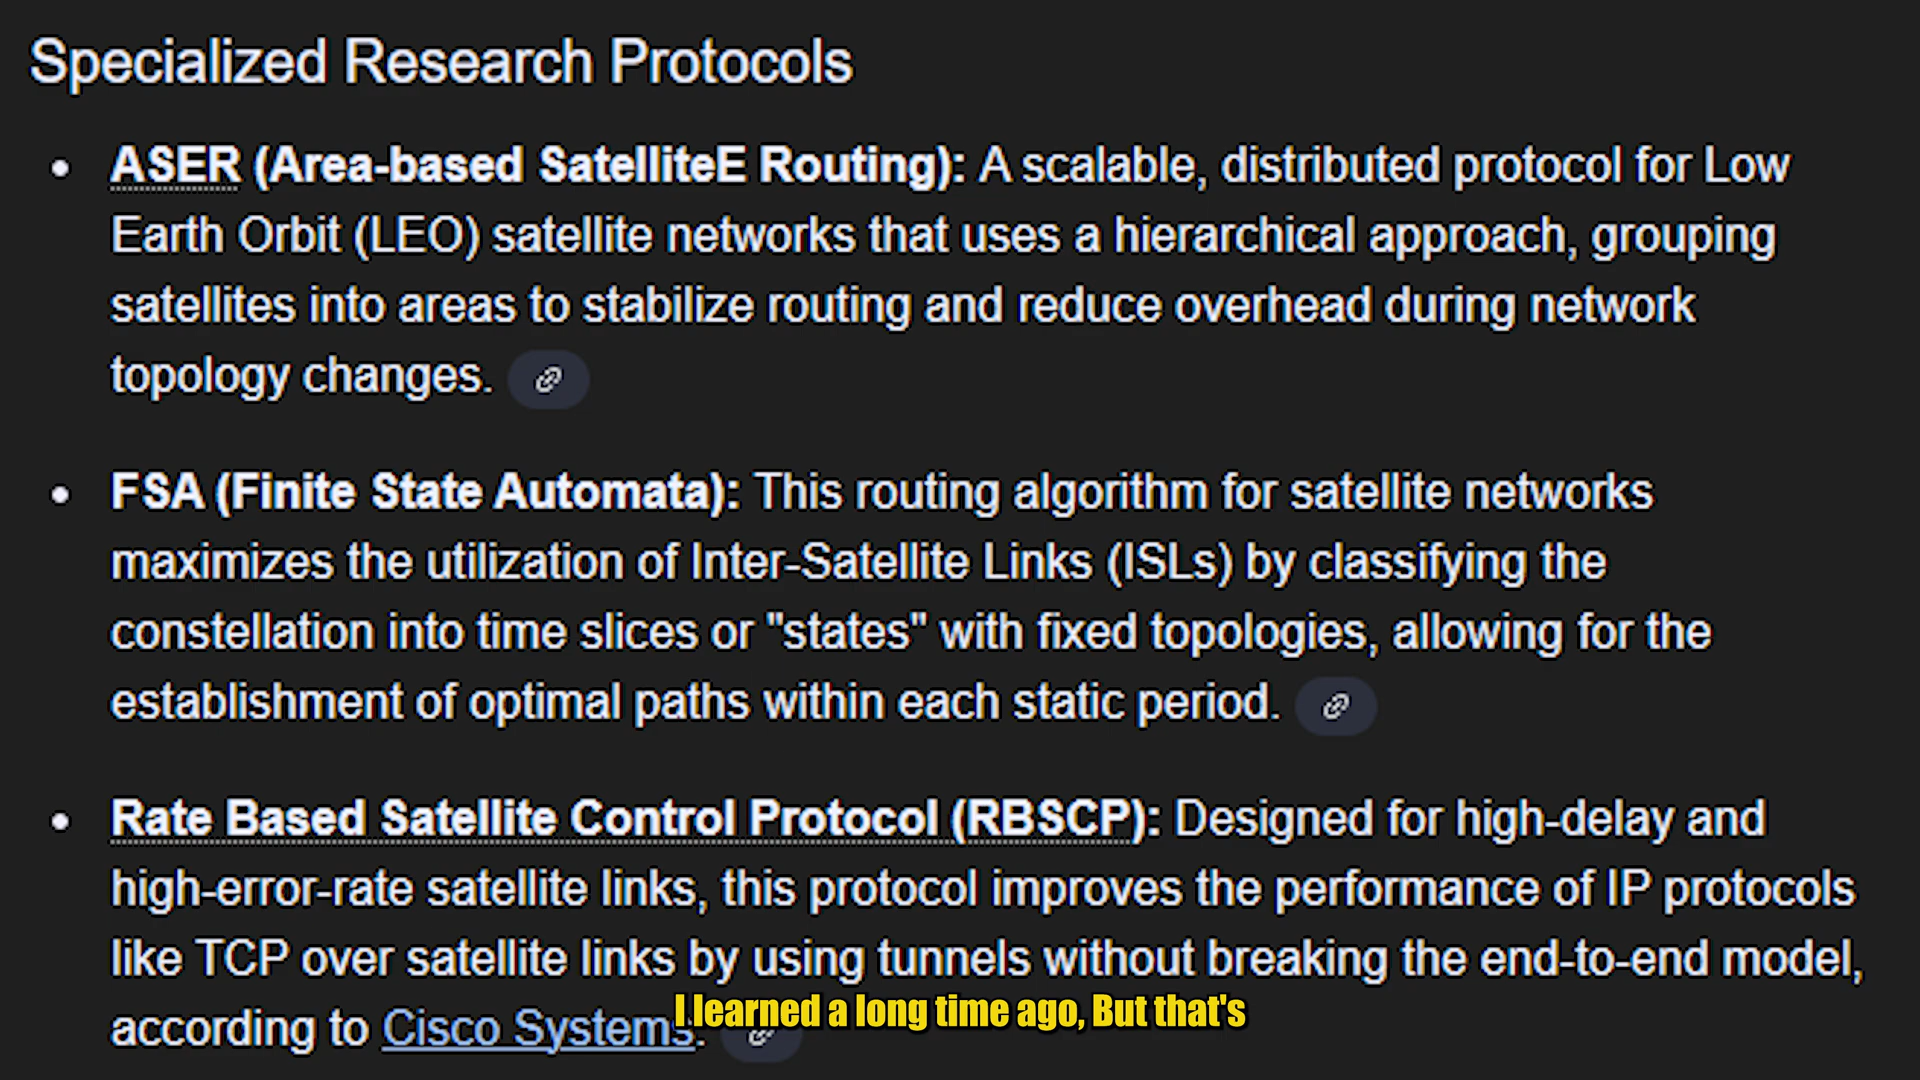 Specialized Research Protocols
• ASER (Area-based SatelliteE Routing): A scalable, distributed protocol for Low
Earth Orbit (LEO) satellite networks that uses a hierarchical approach, grouping
satellites into areas to stabilize routing and reduce overhead during network
topology changes.
• FSA (Finite State Automata): This routing algorithm for satellite networks
maximizes the utilization of Inter-Satellite Links (ISLs) by classifying the
constellation into time slices or "states" with fixed topologies, allowing for the
establishment of optimal paths within each static period.
• Rate Based Satellite Control Protocol (RBSCP): Designed for high-delay and
high-error-rate satellite links, this protocol improves the performance of IP protocols
like TCP over satellite links by using tunnels without breaking the end-to-end model,
according to Cisco Systems.
I learned a long time ago, But that's